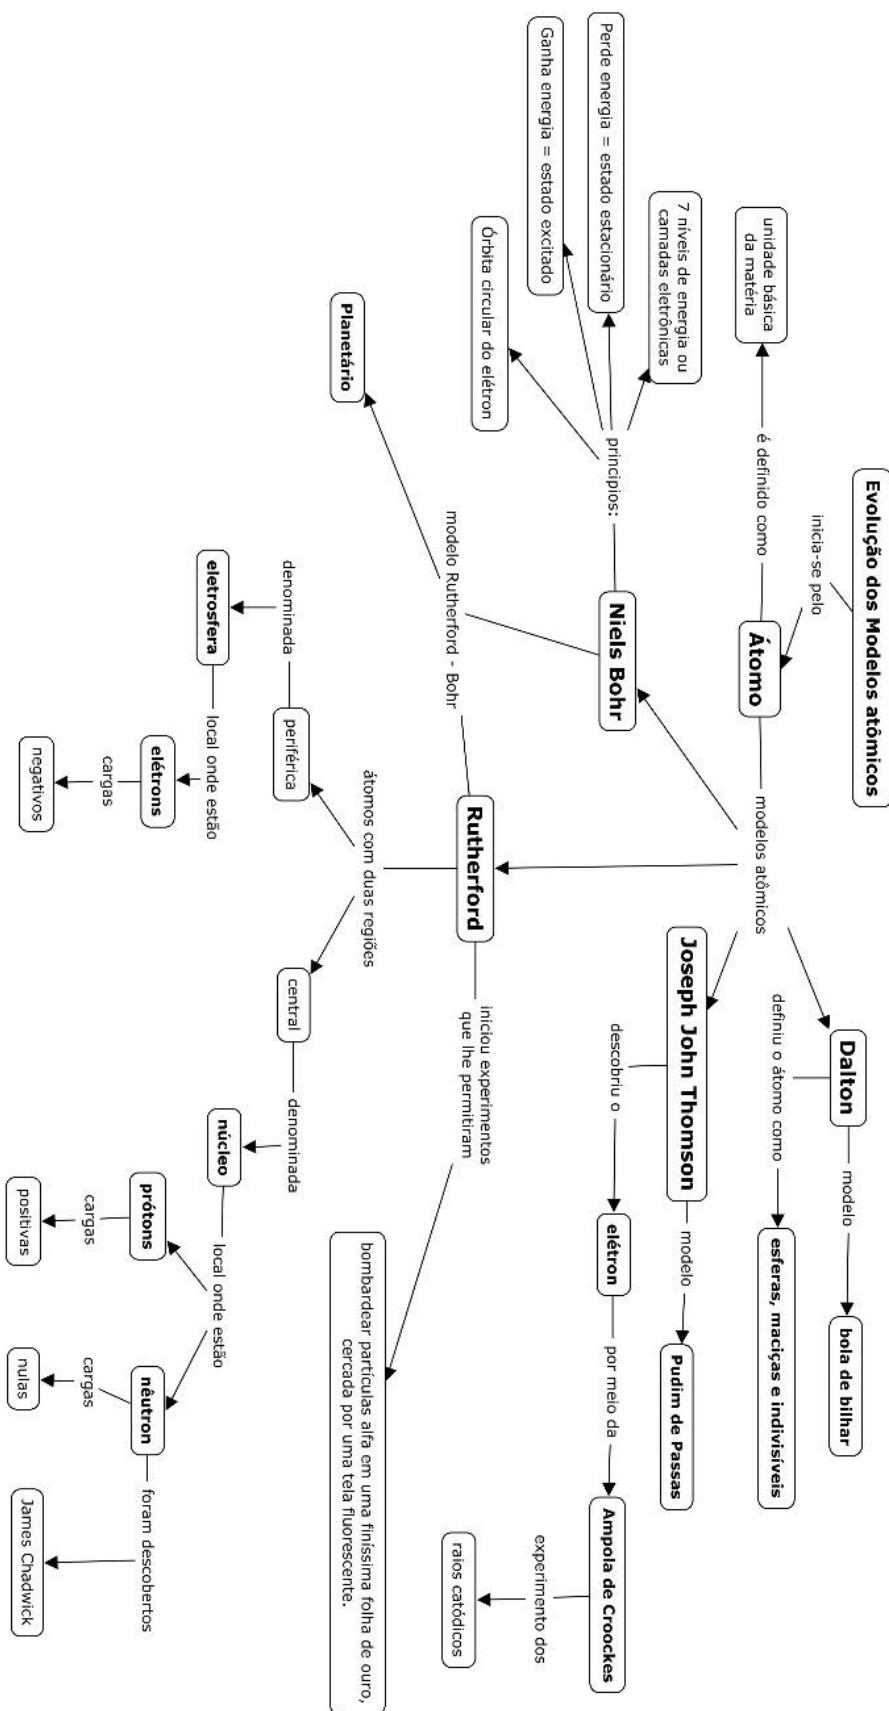 Evolução dos Modelos atômicos
inicia-se pelo
Átomo
é definido como
unidade básica
da matéria
modelos atômicos
Dalton
modelo
bola de bilhar
definiu o átomo como
esferas, maciças e indivisíveis
Joseph John Thomson
modelo
Pudim de Passas
descobriu o
elétron
por meio da
Ampola de Croockes
experimento dos
raios catódicos
Niels Bohr
principios:
7 níveis de energia ou
camadas eletrônicas
Perde energia = estado estacionário
Ganha energia = estado excitado
Órbita circular do elétron
modelo Rutherford - Bohr
Planetário
Rutherford
iniciou experimentos
que lhe permitiram
bombardear partículas alfa em uma finíssima folha de ouro,
cercada por uma tela fluorescente.
átomos com duas regiões
periférica
denominada
eletrosfera
local onde estão
elétrons
cargas
negativos
central
denominada
núcleo
local onde estão
prótons
cargas
positivas
nêutron
cargas
nulas
foram descobertos
James Chadwick